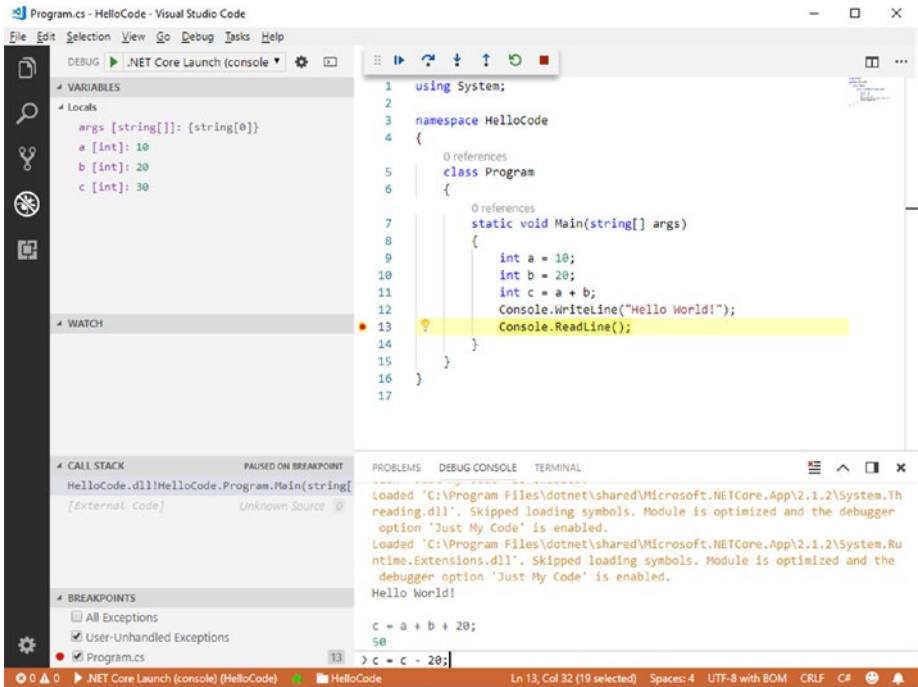 Program.cs - HelloCode - Visual Studio Code
File Edit Selection View Go Debug Tasks Help
DEBUG .NET Core Launch (console
VARIABLES
Locals
args [string[]]: {string[0]}
a [int]: 10
b [int]: 20
c [int]: 30
WATCH
CALL STACK PAUSED ON BREAKPOINT
HelloCode.dll!HelloCode.Program.Main(string[
[External Code] Unknown Source 0
BREAKPOINTS
All Exceptions
User-Unhandled Exceptions
Program.cs 13
1 using System;
2
3 namespace HelloCode
4 {
0 references
5 class Program
6 {
0 references
7 static void Main(string[] args)
8 {
9 int a = 10;
10 int b = 20;
11 int c = a + b;
12 Console.WriteLine("Hello World!");
13 Console.ReadLine();
14 }
15 }
16 }
17
PROBLEMS DEBUG CONSOLE TERMINAL
Loaded 'C:\Program Files\dotnet\shared\Microsoft.NETCore.App\2.1.2\System.Th
reading.dll'. Skipped loading symbols. Module is optimized and the debugger
option 'Just My Code' is enabled.
Loaded 'C:\Program Files\dotnet\shared\Microsoft.NETCore.App\2.1.2\System.Ru
ntime.Extensions.dll'. Skipped loading symbols. Module is optimized and the
debugger option 'Just My Code' is enabled.
Hello World!
c = a + b + 20;
50
c = c - 20;
0 0 .NET Core Launch (console) (HelloCode) HelloCode Ln 13, Col 32 (19 selected) Spaces: 4 UTF-8 with BOM CRLF C#